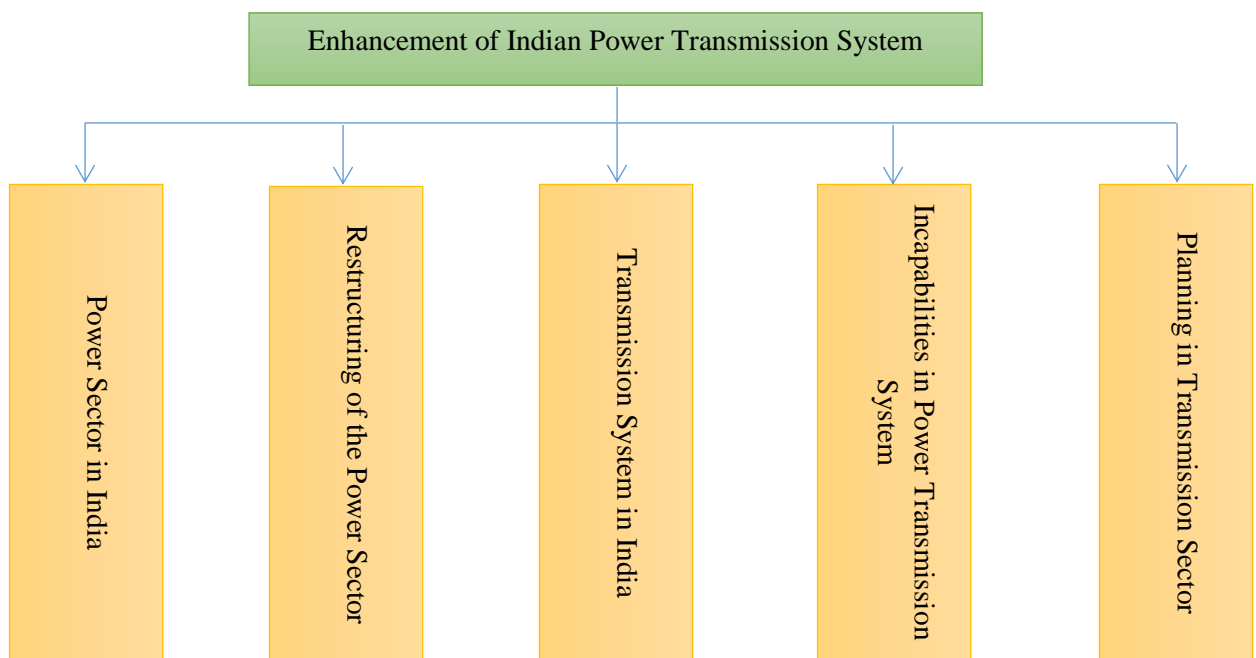 Enhancement of Indian Power Transmission System
Power Sector in India
Restructuring of the Power Sector
Transmission System in India
Incapabilities in Power Transmission
System
Planning in Transmission Sector